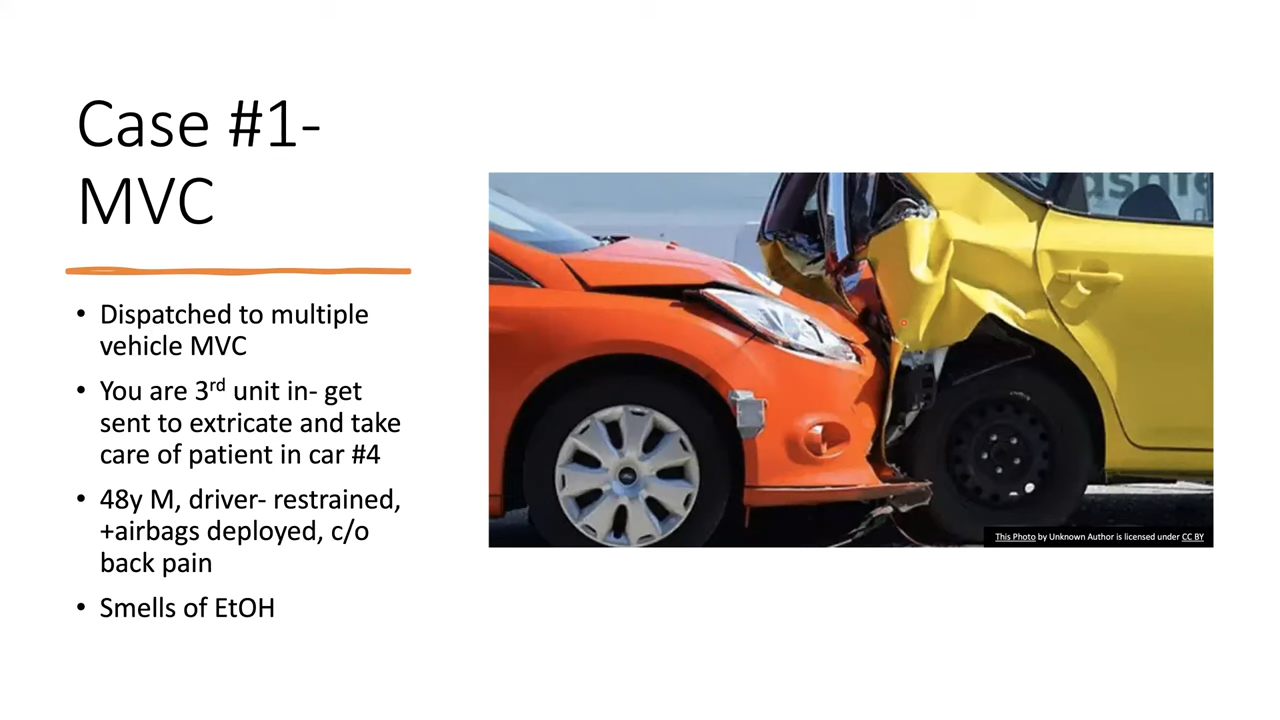 Case #1-
MVC
• Dispatched to multiple
vehicle MVC
• You are 3rd unit in- get
sent to extricate and take
care of patient in car #4
• 48y M, driver- restrained,
+airbags deployed, c/o
back pain
• Smells of EtOH
This Photo by Unknown Author is licensed under CC BY